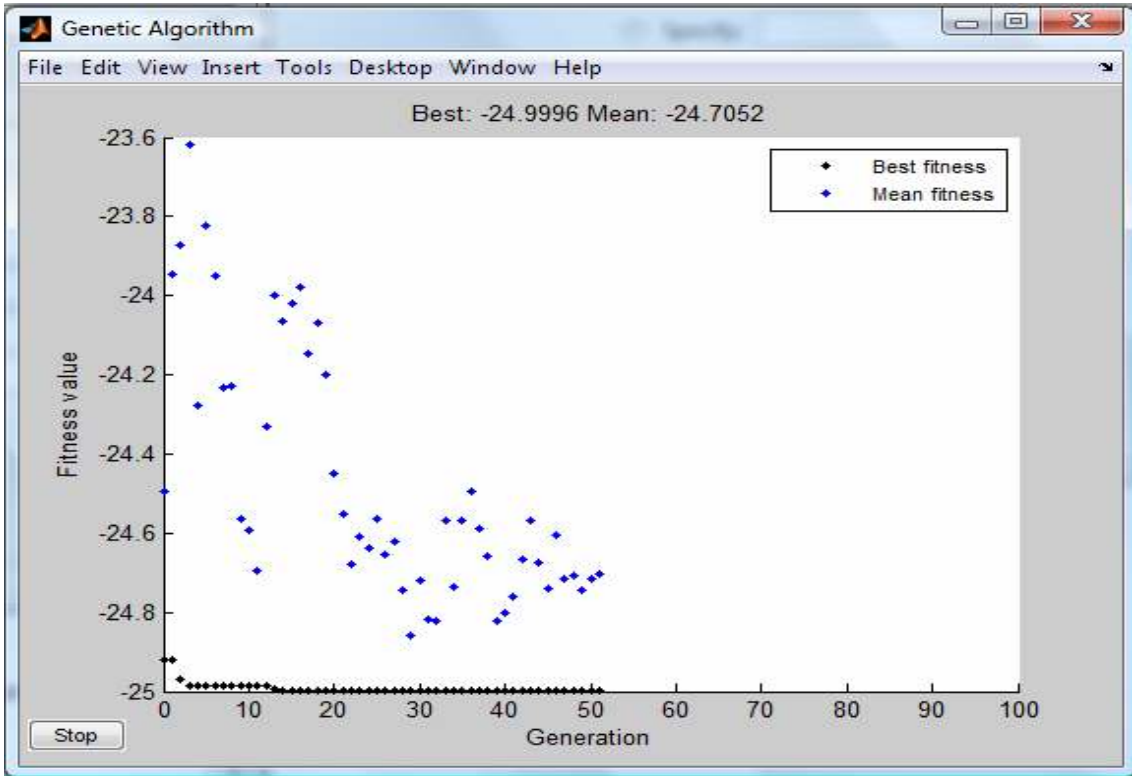 Genetic Algorithm
File Edit View Insert Tools Desktop Window Help
Best: -24.9996 Mean: -24.7052
-23.6
-23.8
-24
-24.2
-24.4
-24.6
-24.8
-25
Fitness value
Best fitness
Mean fitness
0 10 20 30 40 50 60 70 80 90 100
Generation
Stop